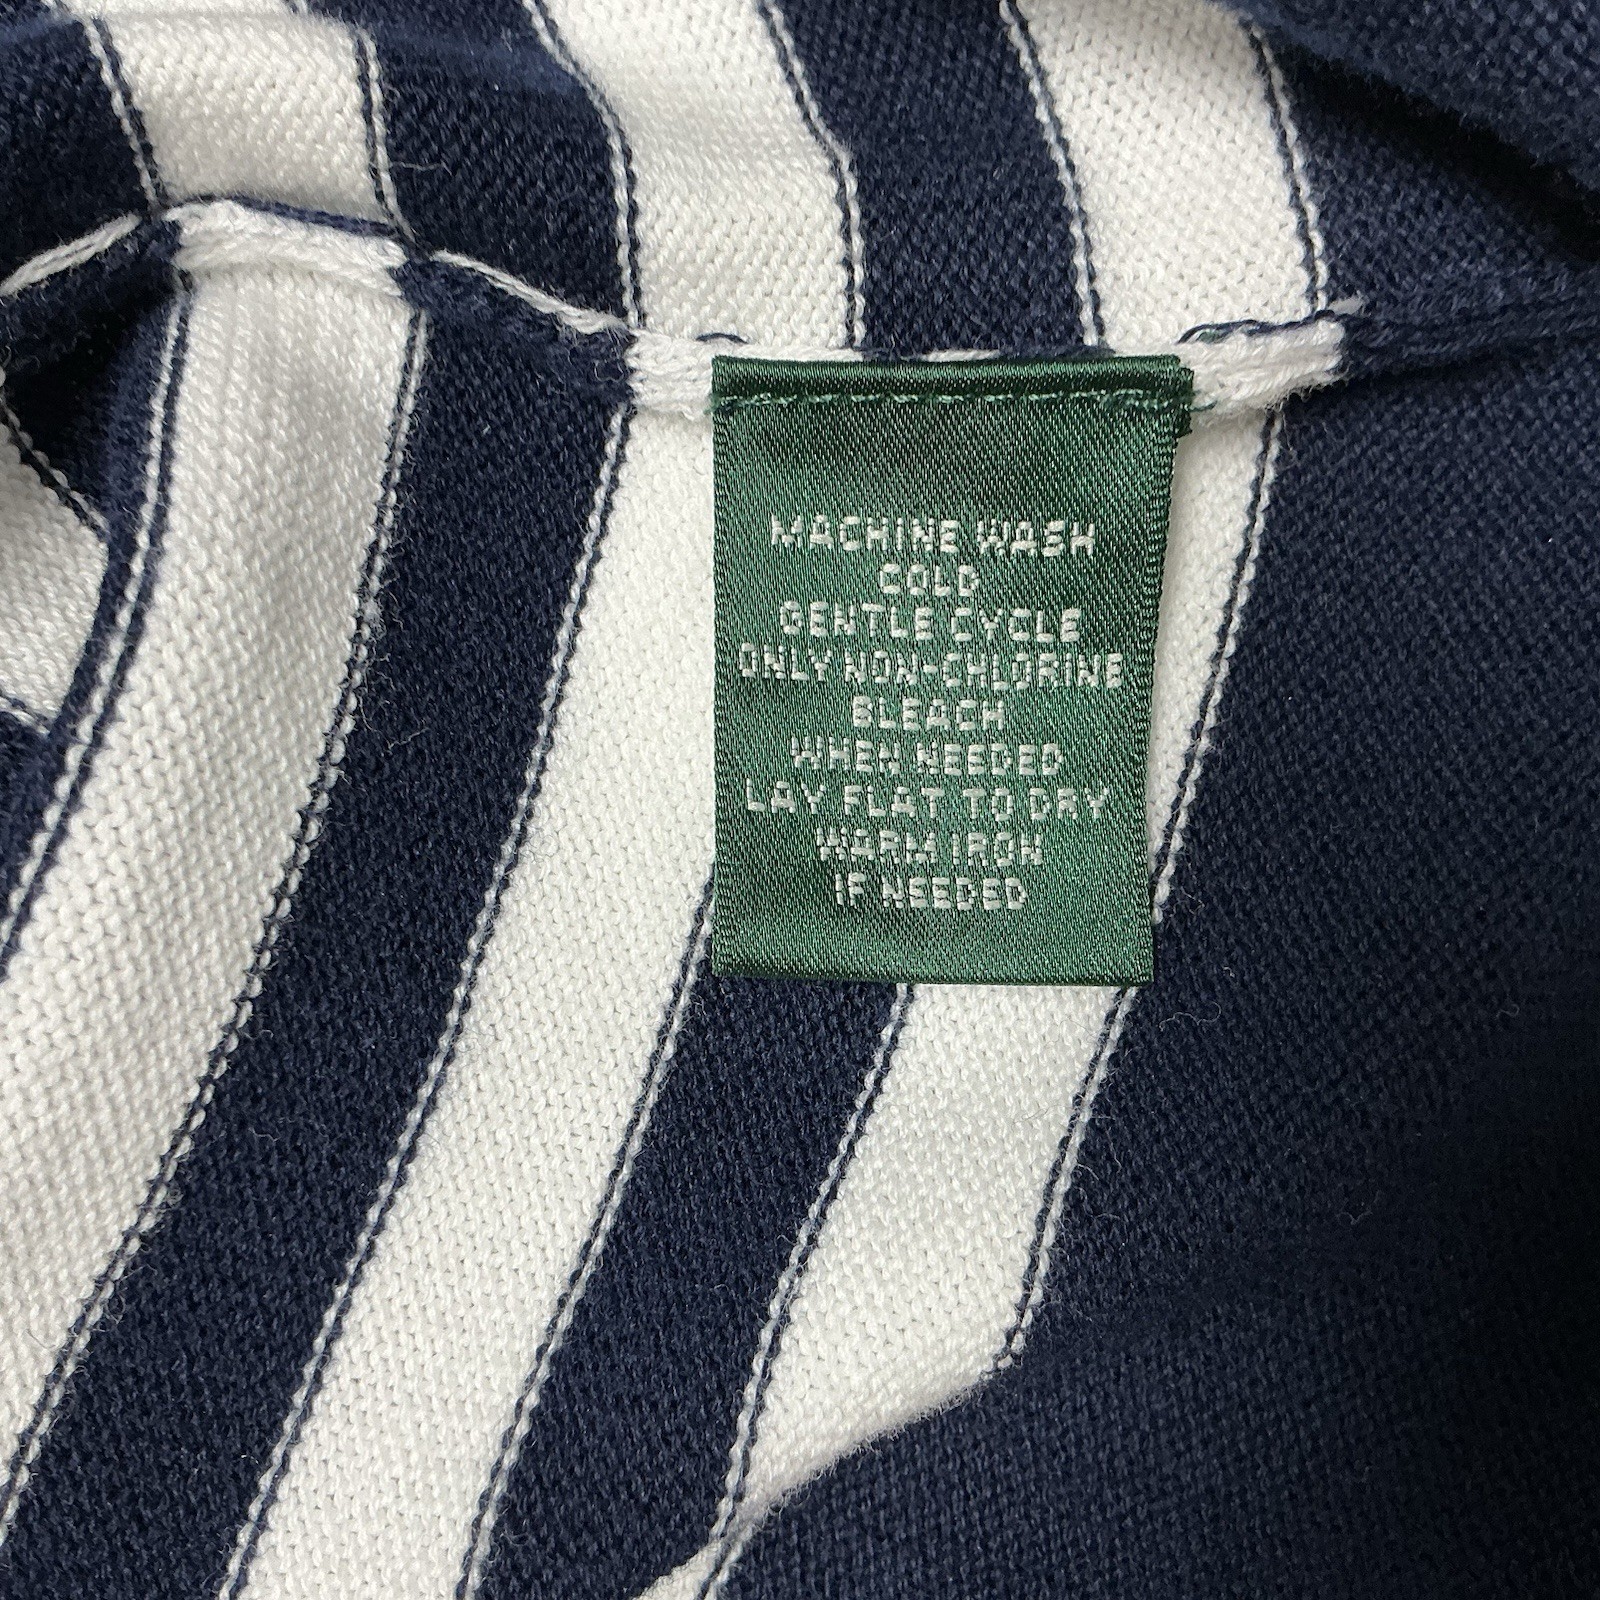 MACHINE WASH
COLD
GENTLE CYCLE
ONLY NON-CHLORINE
BLEACH
WHEN NEEDED
LAY FLAT TO DRY
WARM IRON
IF NEEDED